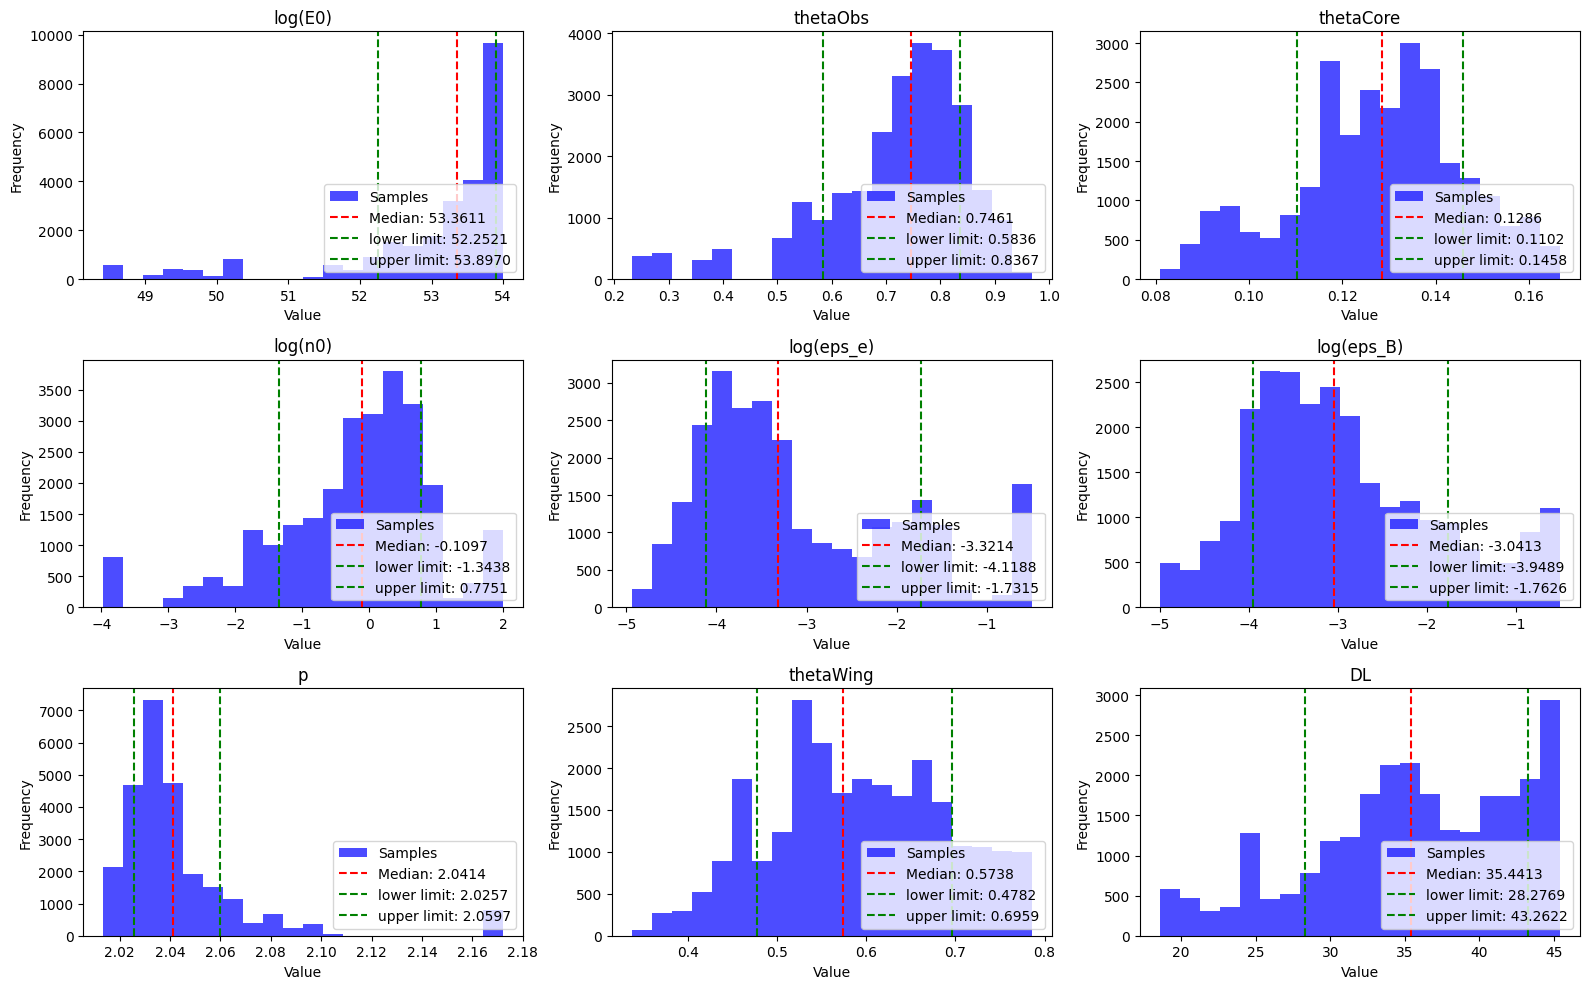 log(E0)
Frequency
10000
8000
6000
4000
2000
0
Samples
Median: 53.3611
lower limit: 52.2521
upper limit: 53.8970
49 50 51 52 53 54
Value
thetaObs
Frequency
4000
3000
2000
1000
0
Samples
Median: 0.7461
lower limit: 0.5836
upper limit: 0.8367
0.2 0.3 0.4 0.5 0.6 0.7 0.8 0.9 1.0
Value
thetaCore
Frequency
3000
2500
2000
1500
1000
500
0
Samples
Median: 0.1286
lower limit: 0.1102
upper limit: 0.1458
0.08 0.10 0.12 0.14 0.16
Value
log(n0)
Frequency
3500
3000
2500
2000
1500
1000
500
0
Samples
Median: -0.1097
lower limit: -1.3438
upper limit: 0.7751
−4 −3 −2 −1 0 1 2
Value
log(eps_e)
Frequency
3000
2500
2000
1500
1000
500
0
Samples
Median: -3.3214
lower limit: -4.1188
upper limit: -1.7315
−5 −4 −3 −2 −1
Value
log(eps_B)
Frequency
2500
2000
1500
1000
500
0
Samples
Median: -3.0413
lower limit: -3.9489
upper limit: -1.7626
−5 −4 −3 −2 −1
Value
p
Frequency
7000
6000
5000
4000
3000
2000
1000
0
Samples
Median: 2.0414
lower limit: 2.0257
upper limit: 2.0597
2.02 2.04 2.06 2.08 2.10 2.12 2.14 2.16 2.18
Value
thetaWing
Frequency
2500
2000
1500
1000
500
0
Samples
Median: 0.5738
lower limit: 0.4782
upper limit: 0.6959
0.4 0.5 0.6 0.7 0.8
Value
DL
Frequency
3000
2500
2000
1500
1000
500
0
Samples
Median: 35.4413
lower limit: 28.2769
upper limit: 43.2622
20 25 30 35 40 45
Value